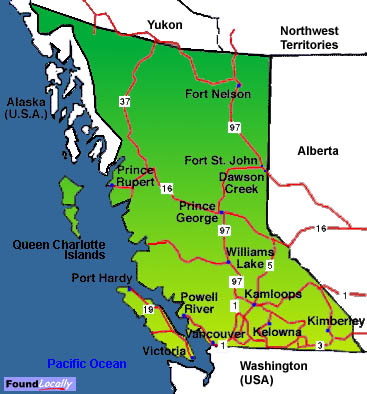 Yukon
Northwest
Territories
Alaska
(U.S.A.)
37
Fort Nelson
97
Fort St. John
Dawson
Creek
Alberta
Prince
Rupert
16
Prince
George
16
97
Queen Charlotte
Islands
Williams
Lake
5
Port Hardy
97
Kamloops
1
Powell
River
1
19
Vancouver
Kelowna
Kimberley
Victoria
1
3
Pacific Ocean
Washington
(USA)
FoundLocally